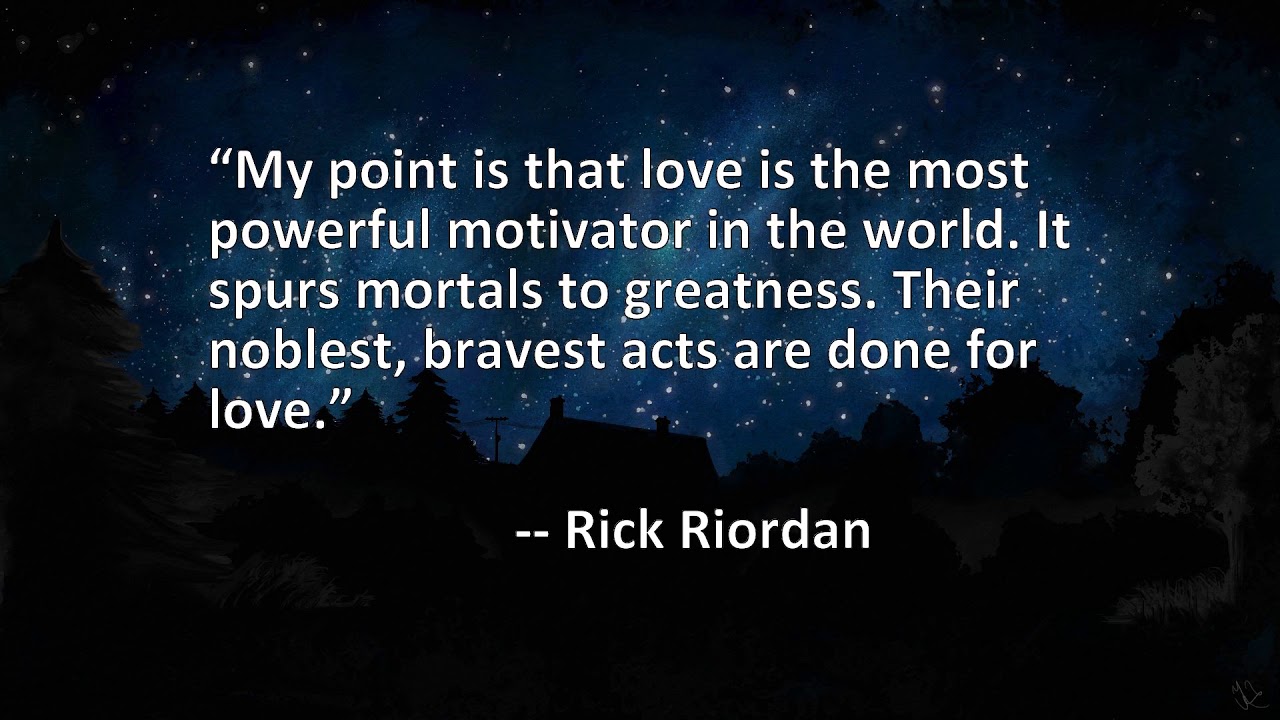 “My point is that love is the most
powerful motivator in the world. It
spurs mortals to greatness. Their
noblest, bravest acts are done for
love.”
-- Rick Riordan